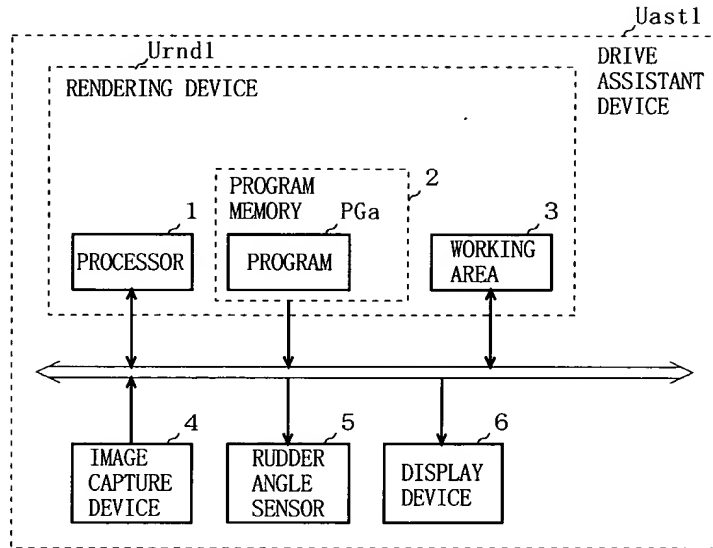 Uast1
Urnd1
DRIVE
ASSISTANT
DEVICE
RENDERING DEVICE
PROGRAM
MEMORY
2
PGa
1
3
PROCESSOR
PROGRAM
WORKING
AREA
4
5
6
IMAGE
CAPTURE
DEVICE
RUDDER
ANGLE
SENSOR
DISPLAY
DEVICE